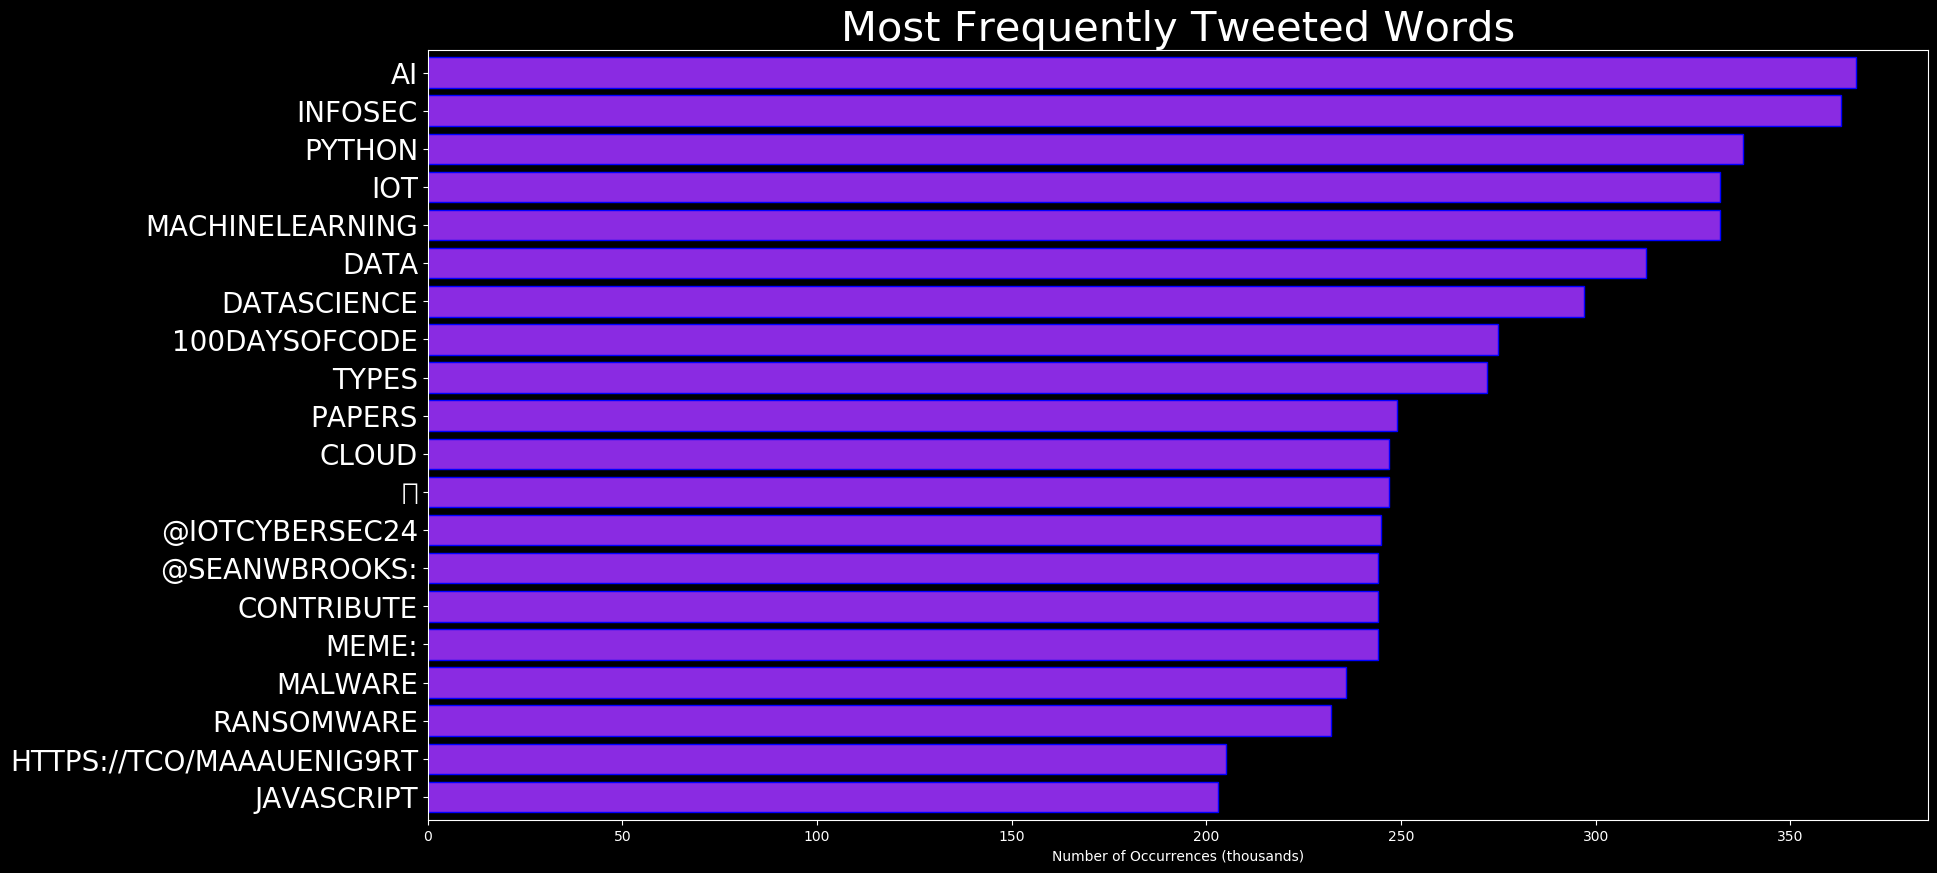 Most Frequently Tweeted Words
AI
INFOSEC
PYTHON
IOT
MACHINELEARNING
DATA
DATASCIENCE
100DAYSOFCODE
TYPES
PAPERS
CLOUD
@IOTCYBERSEC24
@SEANWBROOKS:
CONTRIBUTE
MEME:
MALWARE
RANSOMWARE
HTTPS://TCO/MAAAUENIG9RT
JAVASCRIPT
0 50 100 150 200 250 300 350
Number of Occurrences (thousands)